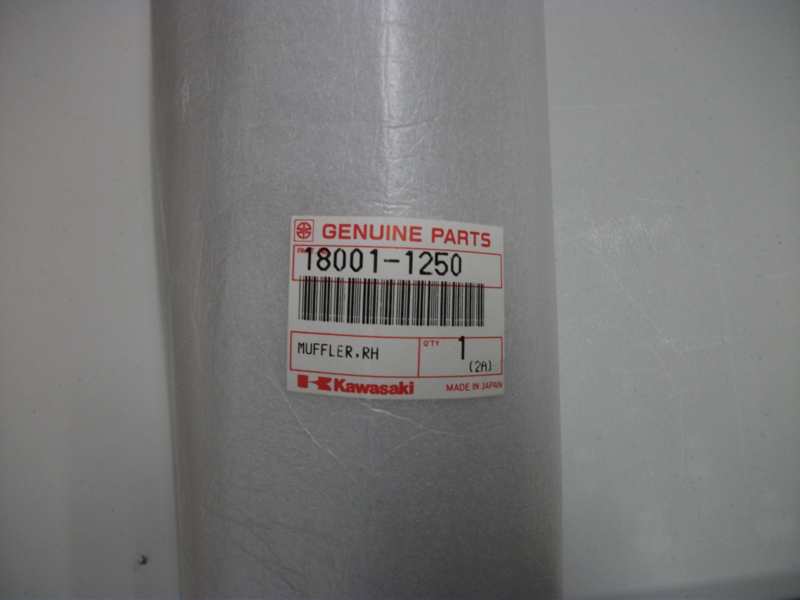 GENUINE PARTS
18001-1250
MUFFLER,RH
Q'TY 1
(2A)
Kawasaki
MADE IN JAPAN